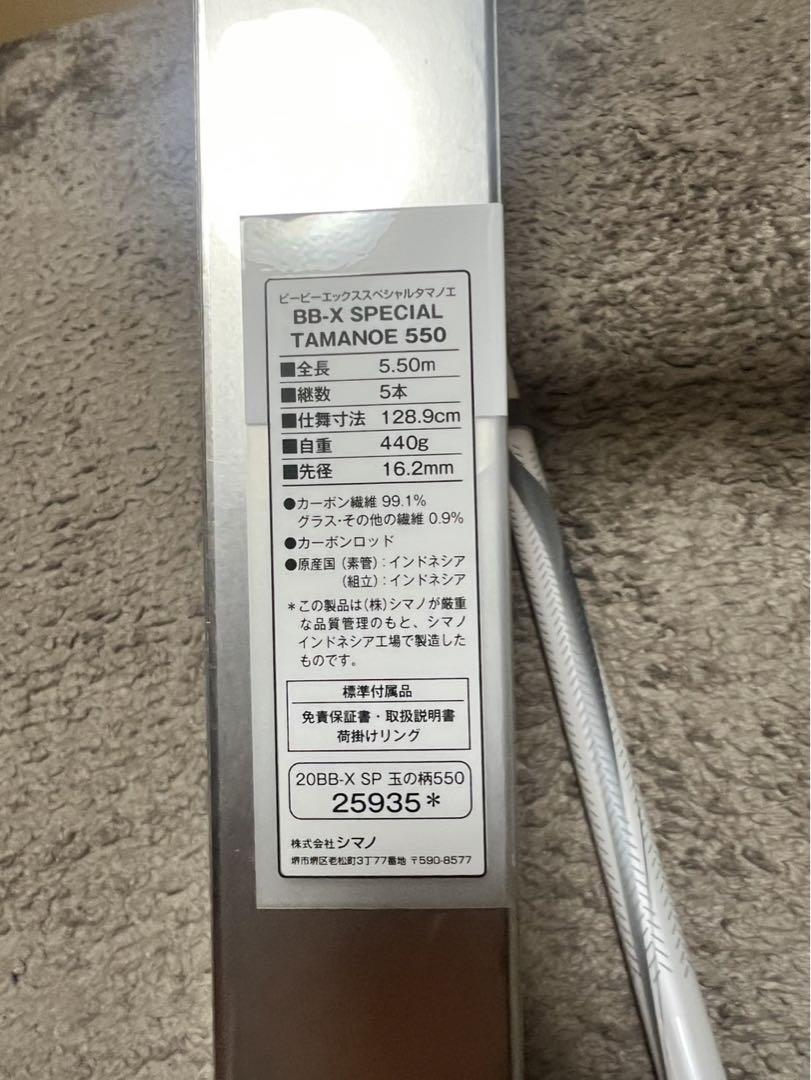 ビービーエックススペシャルタマノエ
BB-X SPECIAL
TAMANOE 550
■全長 5.50m
■継数 5本
■仕舞寸法 128.9cm
■自重 440g
■先径 16.2mm
●カーボン繊維 99.1%
グラス・その他の繊維 0.9%
●カーボンロッド
●原産国（素管）：インドネシア
（組立）：インドネシア
＊この製品は（株）シマノが厳重
な品質管理のもと、シマノ
インドネシア工場で製造した
ものです。
標準付属品
免責保証書・取扱説明書
荷掛けリング
20BB-X SP 玉の柄550
25935＊
株式会社シマノ
堺市堺区老松町3丁77番地 〒590-8577